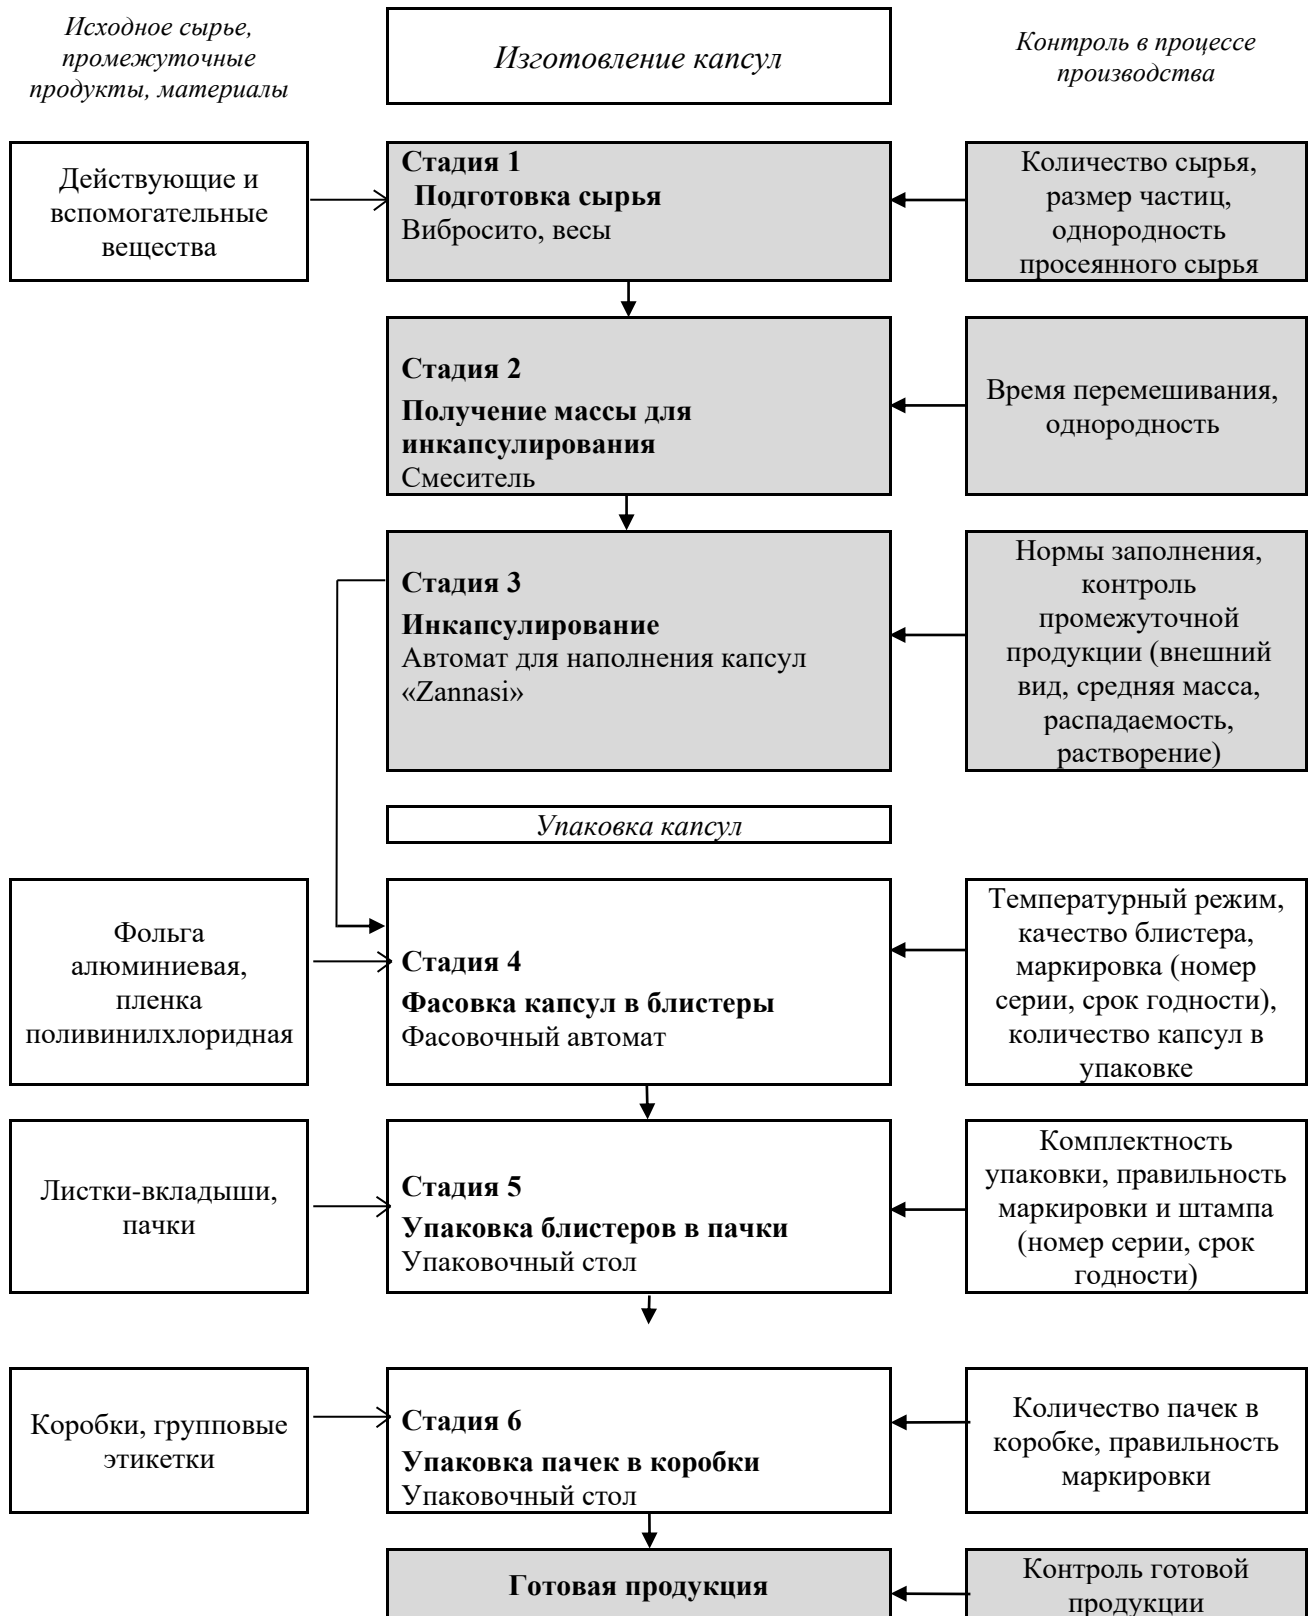 Исходное сырье,
промежуточные
продукты, материалы
Изготовление капсул
Контроль в процессе
производства
Действующие и
вспомогательные
вещества
Стадия 1
Подготовка сырья
Вибросито, весы
Количество сырья,
размер частиц,
однородность
просеянного сырья
Стадия 2
Получение массы для
инкапсулирования
Смеситель
Время перемешивания,
однородность
Стадия 3
Инкапсулирование
Автомат для наполнения капсул
«Zannasi»
Нормы заполнения,
контроль
промежуточной
продукции (внешний
вид, средняя масса,
распадаемость,
растворение)
Упаковка капсул
Фольга
алюминиевая,
пленка
поливинилхлоридная
Стадия 4
Фасовка капсул в блистеры
Фасовочный автомат
Температурный режим,
качество блистера,
маркировка (номер
серии, срок годности),
количество капсул в
упаковке
Листки-вкладыши,
пачки
Стадия 5
Упаковка блистеров в пачки
Упаковочный стол
Комплектность
упаковки, правильность
маркировки и штампа
(номер серии, срок
годности)
Коробки, групповые
этикетки
Стадия 6
Упаковка пачек в коробки
Упаковочный стол
Количество пачек в
коробке, правильность
маркировки
Готовая продукция
Контроль готовой
продукции